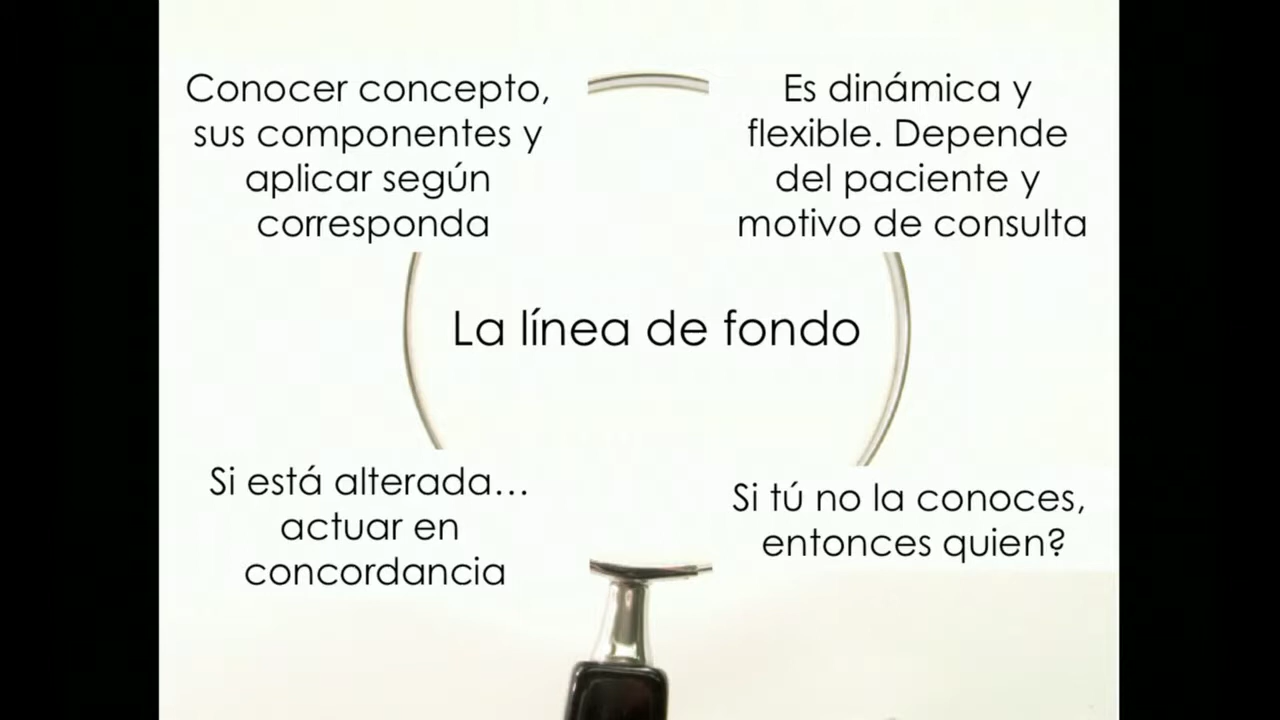 Conocer concepto,
sus componentes y
aplicar según
corresponda
Es dinámica y
flexible. Depende
del paciente y
motivo de consulta
La línea de fondo
Si está alterada...
actuar en
concordancia
Si tú no la conoces,
entonces quien?